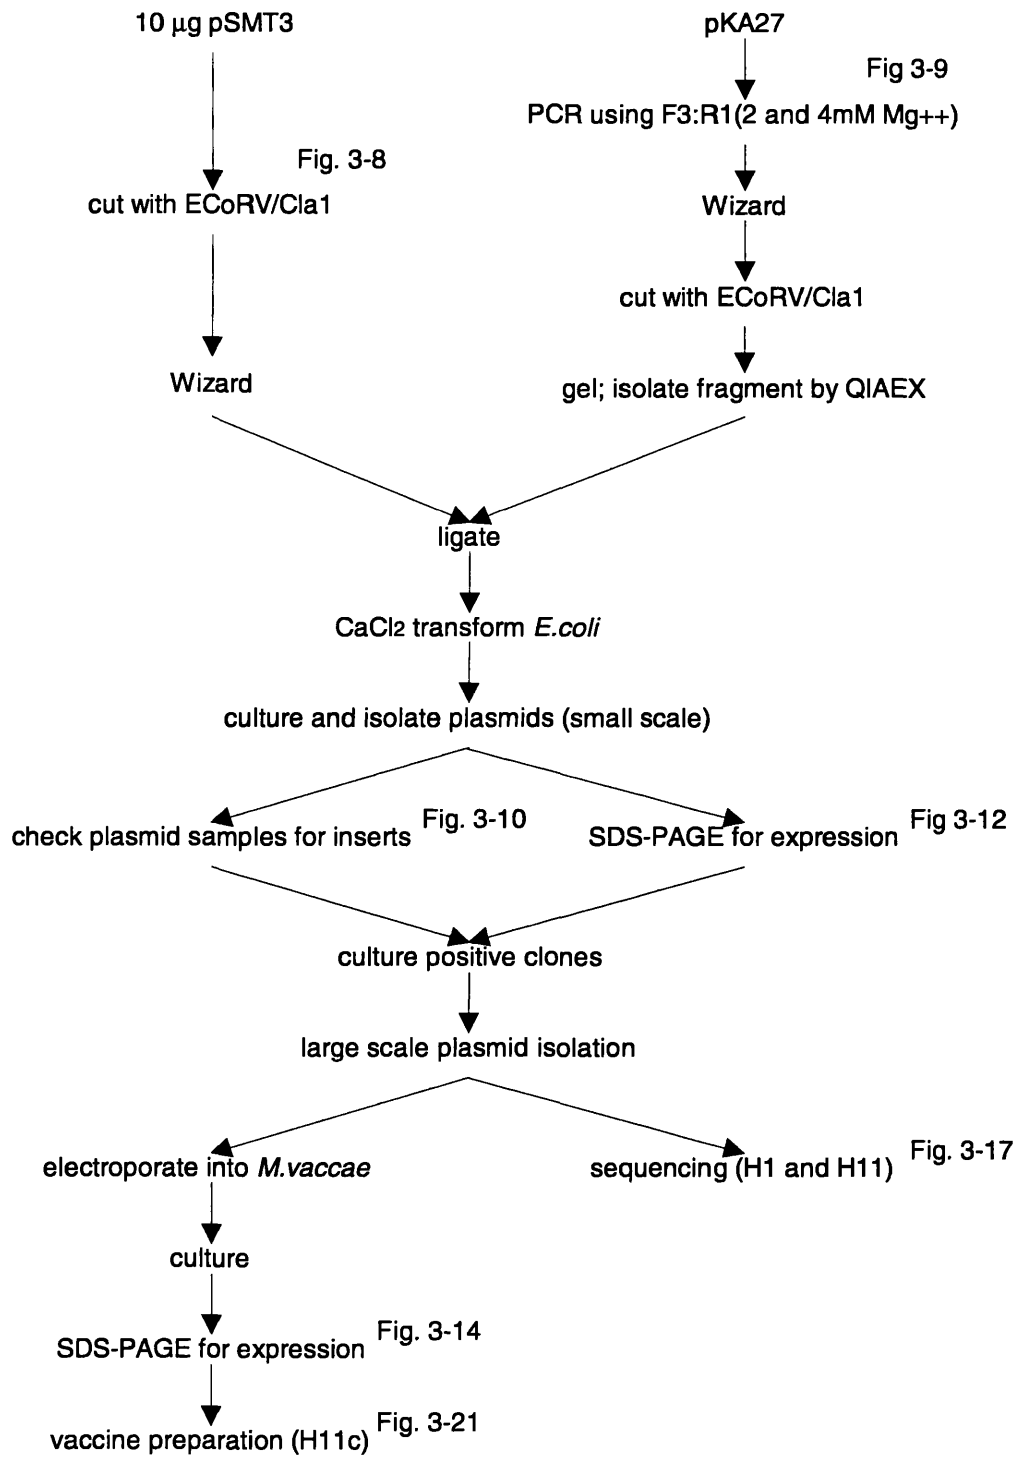 10 µg pSMT3
pKA27
Fig 3-9
PCR using F3:R1(2 and 4mM Mg++)
Fig. 3-8
cut with ECoRV/Cla1
Wizard
cut with ECoRV/Cla1
Wizard
gel; isolate fragment by QIAEX
ligate
CaCl2 transform E.coli
culture and isolate plasmids (small scale)
check plasmid samples for inserts
Fig. 3-10
SDS-PAGE for expression
Fig 3-12
culture positive clones
large scale plasmid isolation
electroporate into M.vaccae
sequencing (H1 and H11)
Fig. 3-17
culture
SDS-PAGE for expression
Fig. 3-14
vaccine preparation (H11c)
Fig. 3-21